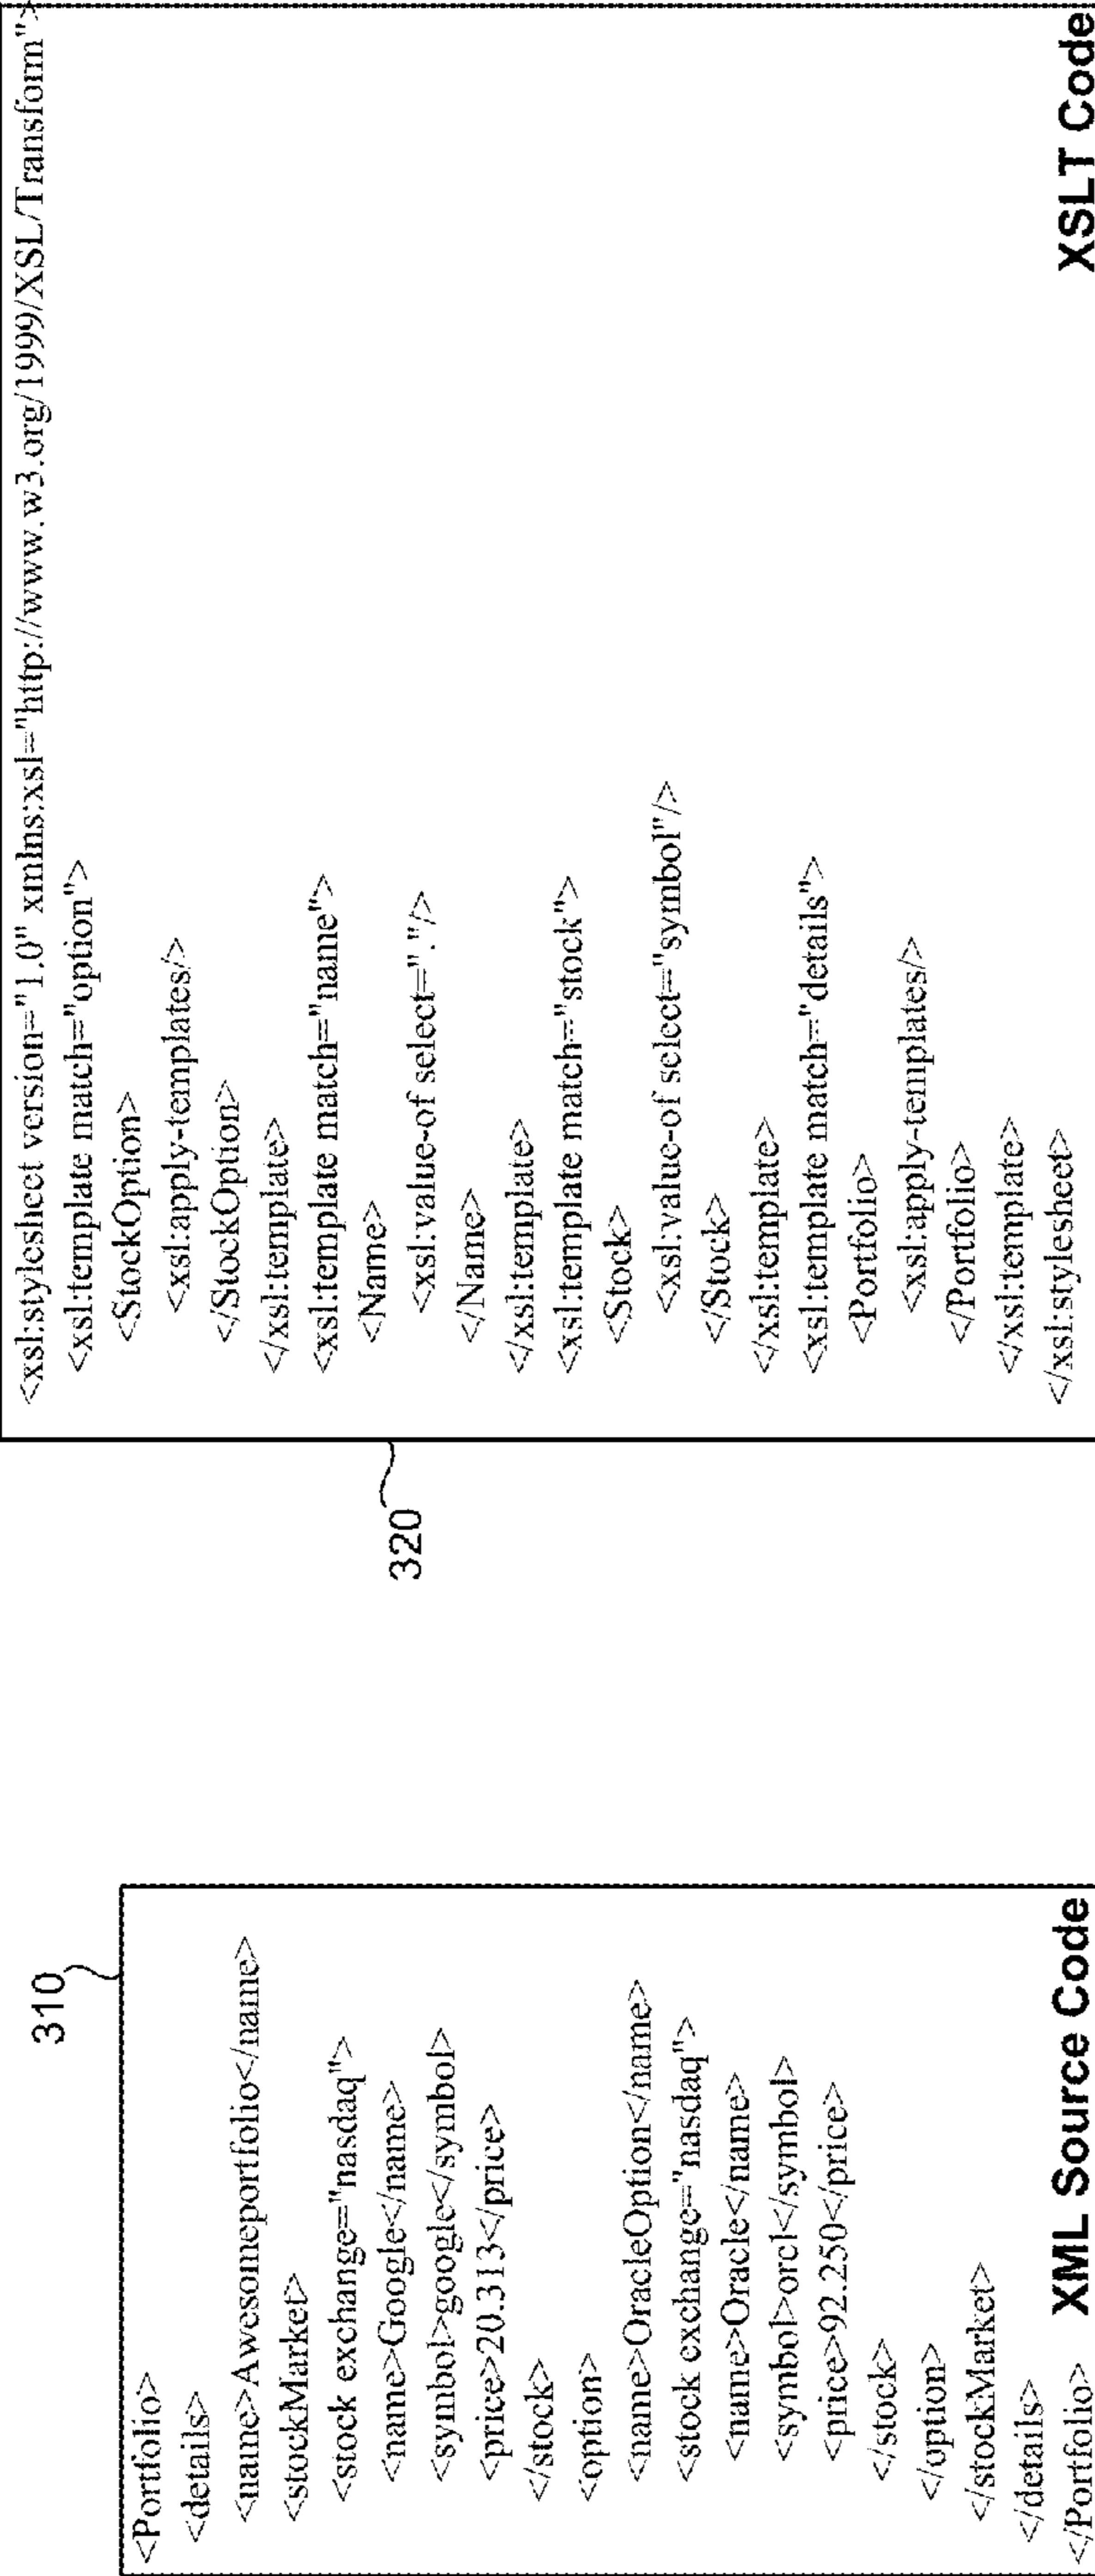 310
<Portfolio>
<details>
<name>Awesomeportfolio</name>
<stockMarket>
<stock exchange="nasdaq">
<name>Google</name>
<symbol>google</symbol>
<price>20.313</price>
</stock>
<option>
<name>OracleOption</name>
<stock exchange="nasdaq">
<name>Oracle</name>
<symbol>orcl</symbol>
<price>92.250</price>
</stock>
</option>
</stockMarket>
</details>
</Portfolio>
XML Source Code
320
<xsl:stylesheet version="1.0" xmlns:xsl="http://www.w3.org/1999/XSL/Transform">
<xsl:template match="option">
<StockOption>
<xsl:apply-templates/>
</StockOption>
</xsl:template>
<xsl:template match="name">
<Name>
<xsl:value-of select="."/>
</Name>
</xsl:template>
<xsl:template match="stock">
<Stock>
<xsl:value-of select="symbol"/>
</Stock>
</xsl:template>
<xsl:template match="details">
<Portfolio>
<xsl:apply-templates/>
</Portfolio>
</xsl:template>
</xsl:stylesheet>
XSLT Code